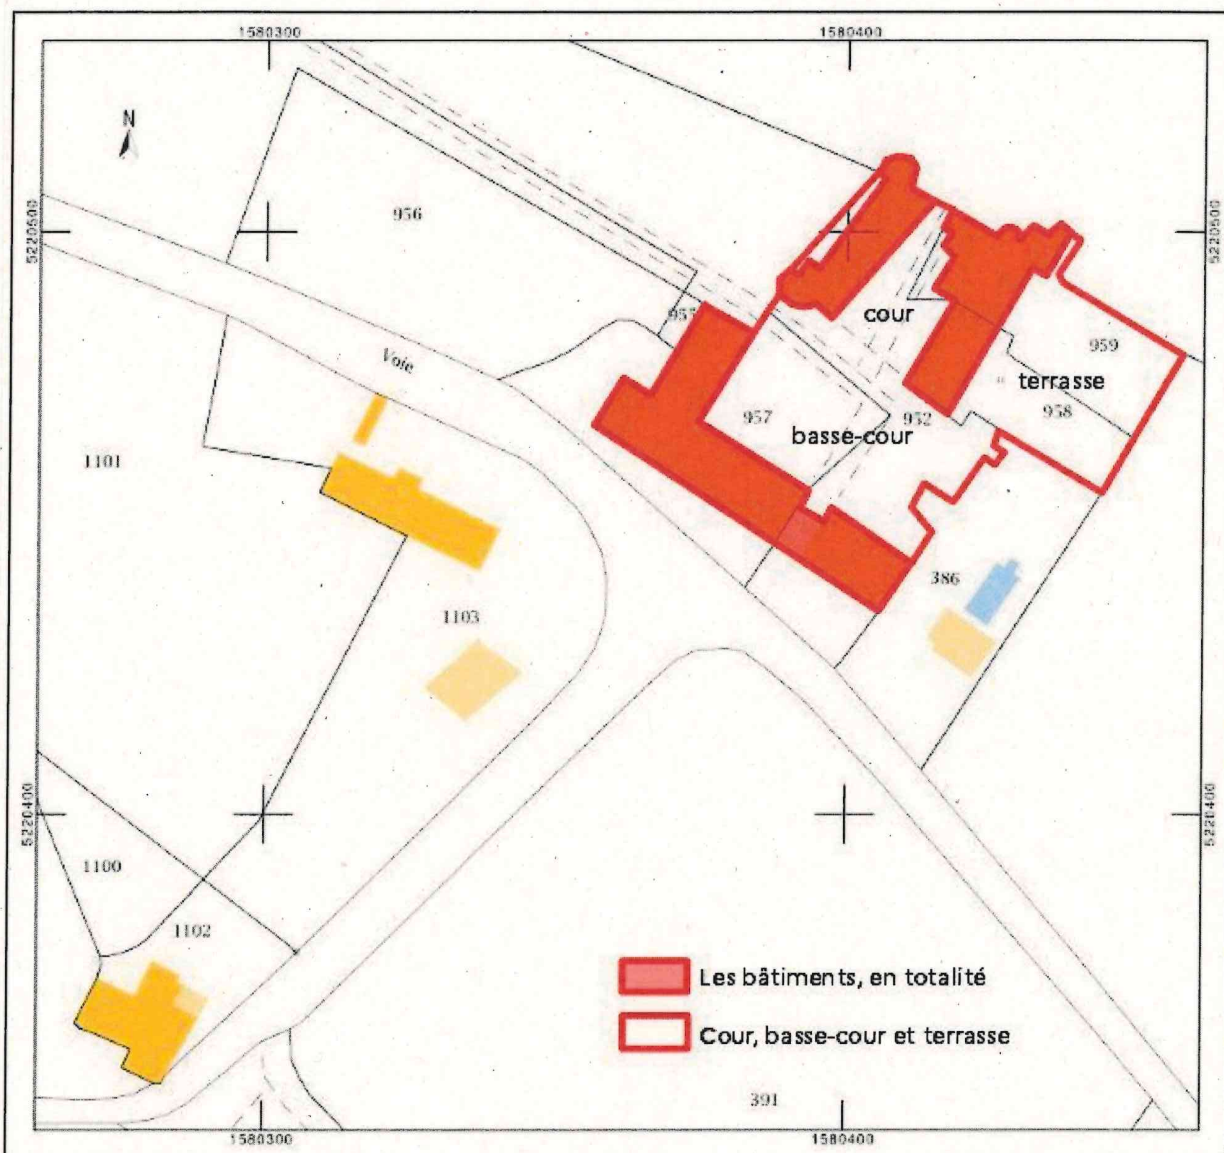 1580300 1580400
N
5220500
5220500
956
955
cour
959
Voie
terrasse
957
952
958
basse-cour
1101
386
1103
5220400
5220400
1100
1102
Les bâtiments, en totalité
Cour, basse-cour et terrasse
391
1580300 1580400